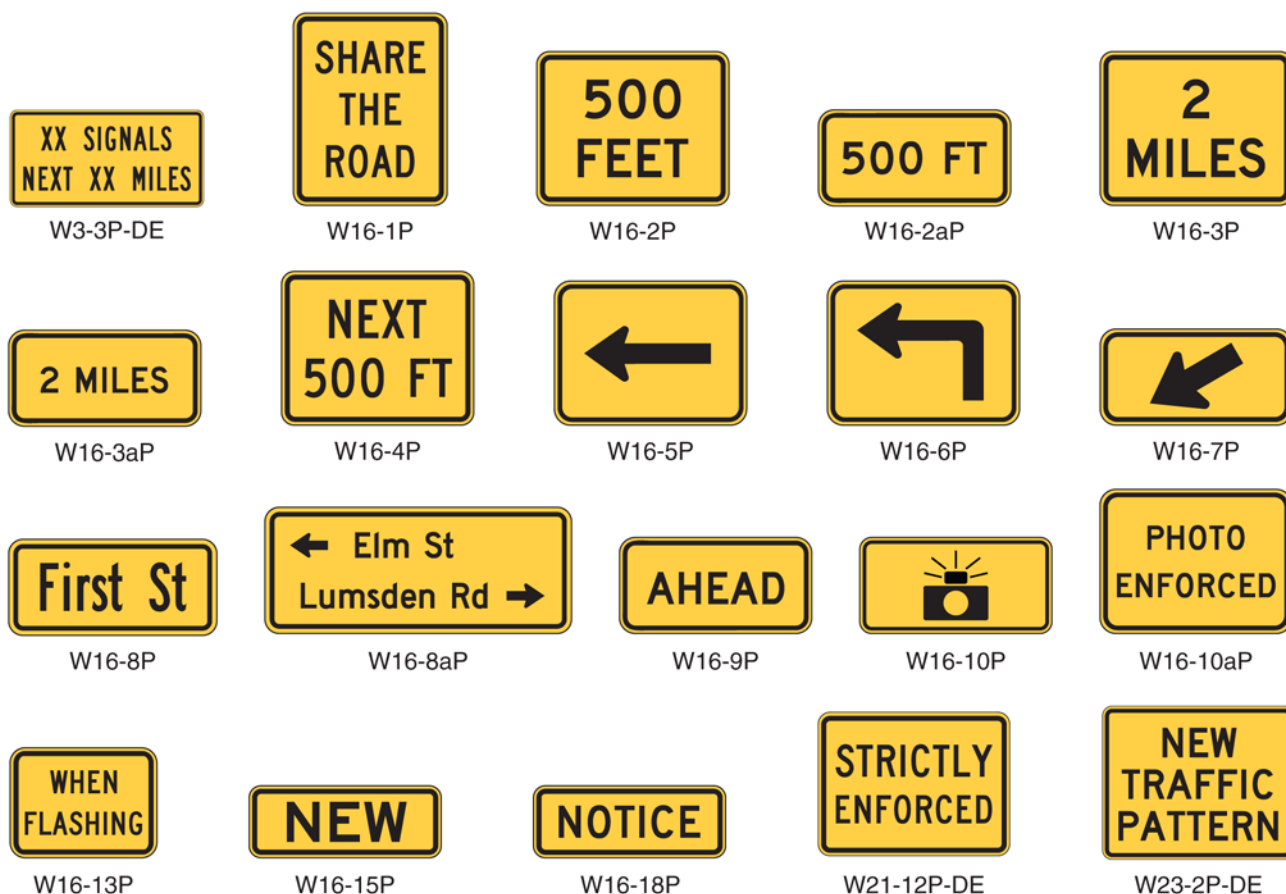 XX SIGNALS
NEXT XX MILES
W3-3P-DE
SHARE
THE
ROAD
W16-1P
500
FEET
W16-2P
500 FT
W16-2aP
2
MILES
W16-3P
2 MILES
W16-3aP
NEXT
500 FT
W16-4P
W16-5P
W16-6P
W16-7P
First St
W16-8P
Elm St
Lumsden Rd
W16-8aP
AHEAD
W16-9P
W16-10P
PHOTO
ENFORCED
W16-10aP
WHEN
FLASHING
W16-13P
NEW
W16-15P
NOTICE
W16-18P
STRICTLY
ENFORCED
W21-12P-DE
NEW
TRAFFIC
PATTERN
W23-2P-DE